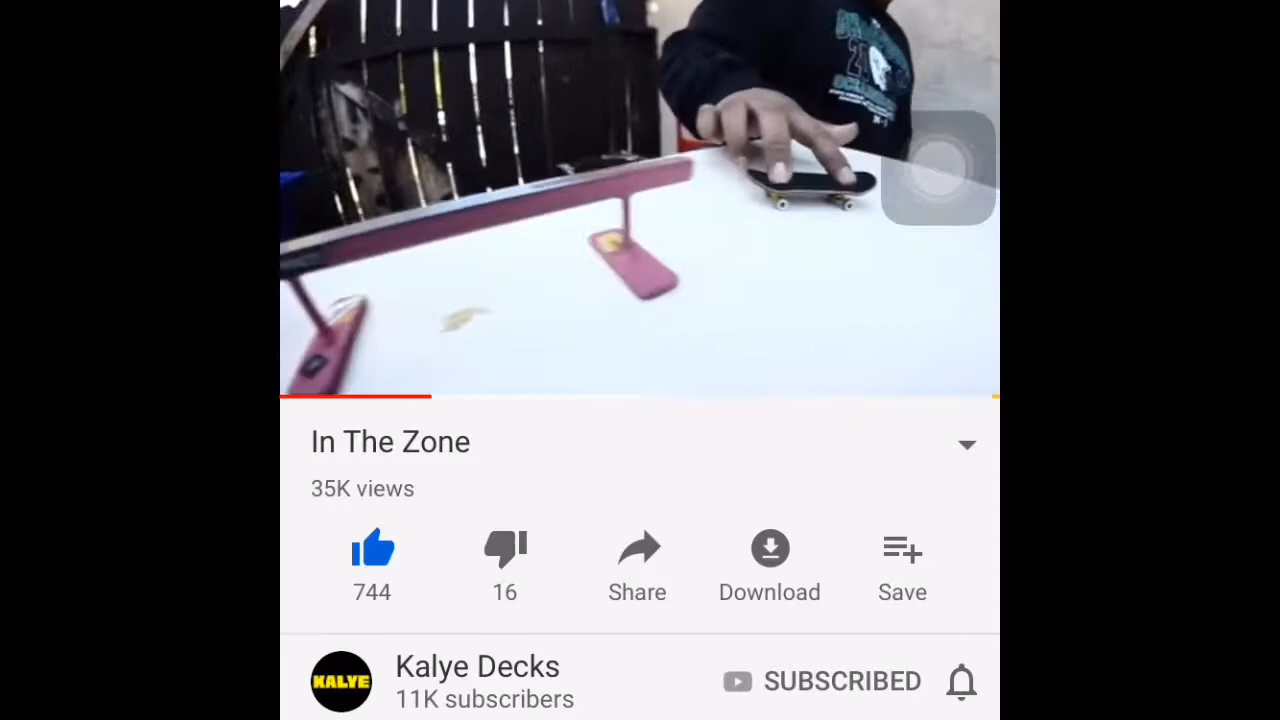 In The Zone
35K views
744
16
Share
Download
Save
KALYE
Kalye Decks
11K subscribers
SUBSCRIBED